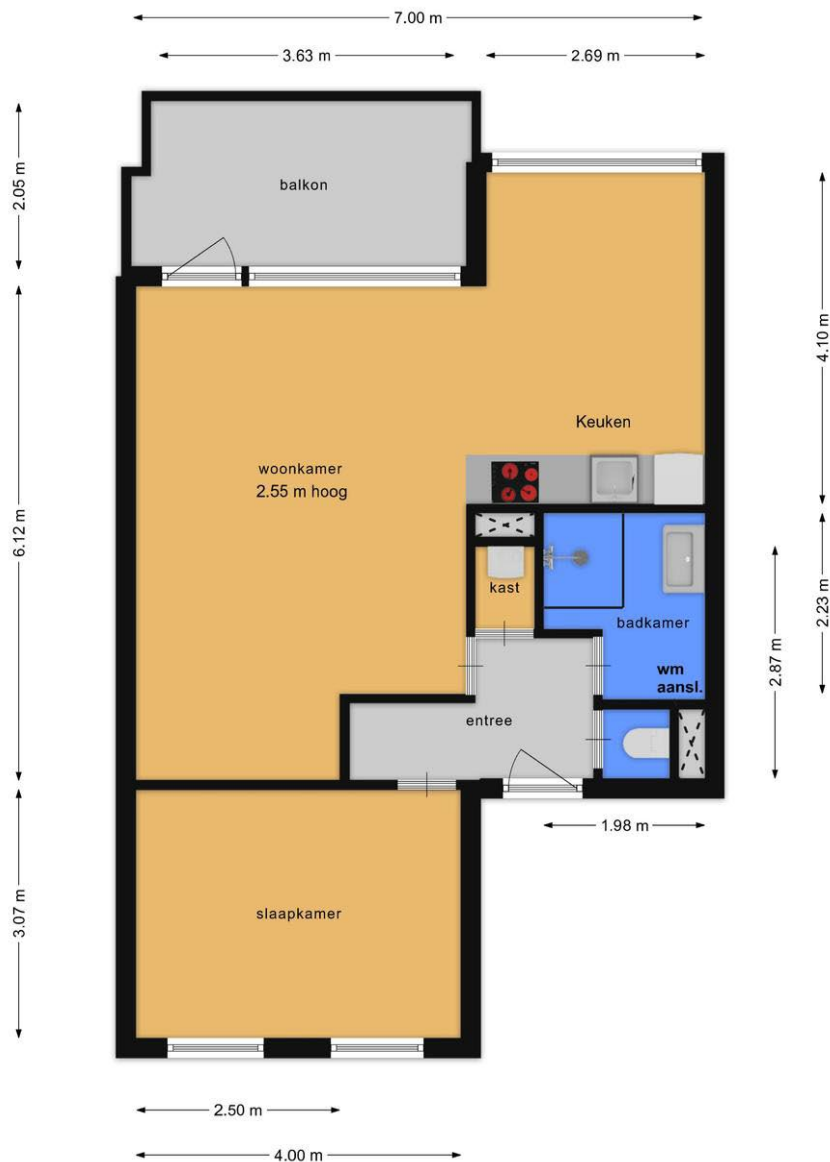 7.00 m
3.63 m
2.69 m
2.05 m
balkon
4.10 m
Keuken
woonkamer
2.55 m hoog
6.12 m
kast
badkamer
2.23 m
2.87 m
wm
aansl.
entree
1.98 m
3.07 m
slaapkamer
2.50 m
4.00 m